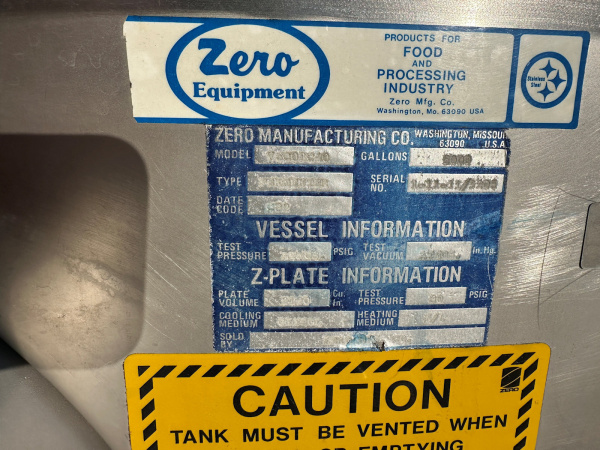 Zero
Equipment
PRODUCTS FOR
FOOD
AND
PROCESSING
INDUSTRY
Zero Mfg. Co.
Washington, Mo. 63090 USA
Stainless
Steel
ZERO MANUFACTURING CO. WASHINGTON, MISSOURI
63090 U.S.A.
MODEL GALLONS
TYPE SERIAL NO.
DATE CODE
VESSEL INFORMATION
TEST PRESSURE PSIG TEST VACUUM In. Hg.
Z-PLATE INFORMATION
PLATE VOLUME Cu. In. TEST PRESSURE PSIG
COOLING MEDIUM HEATING MEDIUM
SOLD BY
ZERO
CAUTION
TANK MUST BE VENTED WHEN
OR EMPTYING